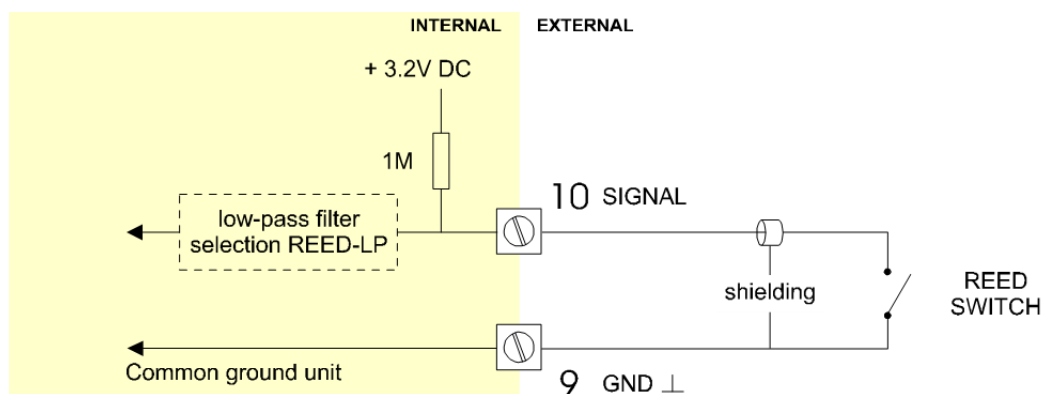 INTERNAL EXTERNAL
+ 3.2V DC
1M
10 SIGNAL
low-pass filter
selection REED-LP
shielding
REED
SWITCH
Common ground unit
9 GND ⊥